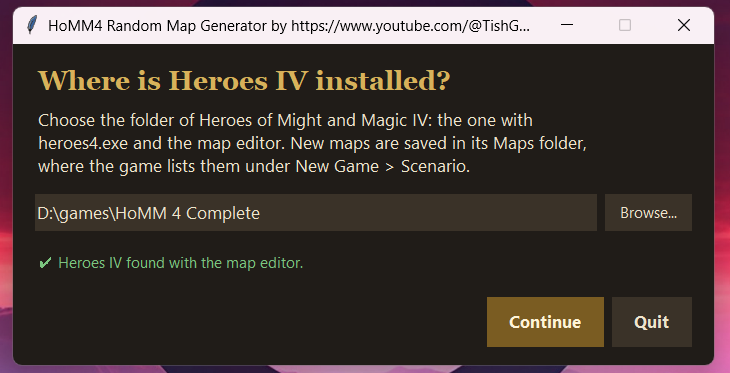 HoMM4 Random Map Generator by https://www.youtube.com/@TishG...
Where is Heroes IV installed?
Choose the folder of Heroes of Might and Magic IV: the one with
heroes4.exe and the map editor. New maps are saved in its Maps folder,
where the game lists them under New Game > Scenario.
D:\games\HoMM 4 Complete
Browse...
✔ Heroes IV found with the map editor.
Continue
Quit